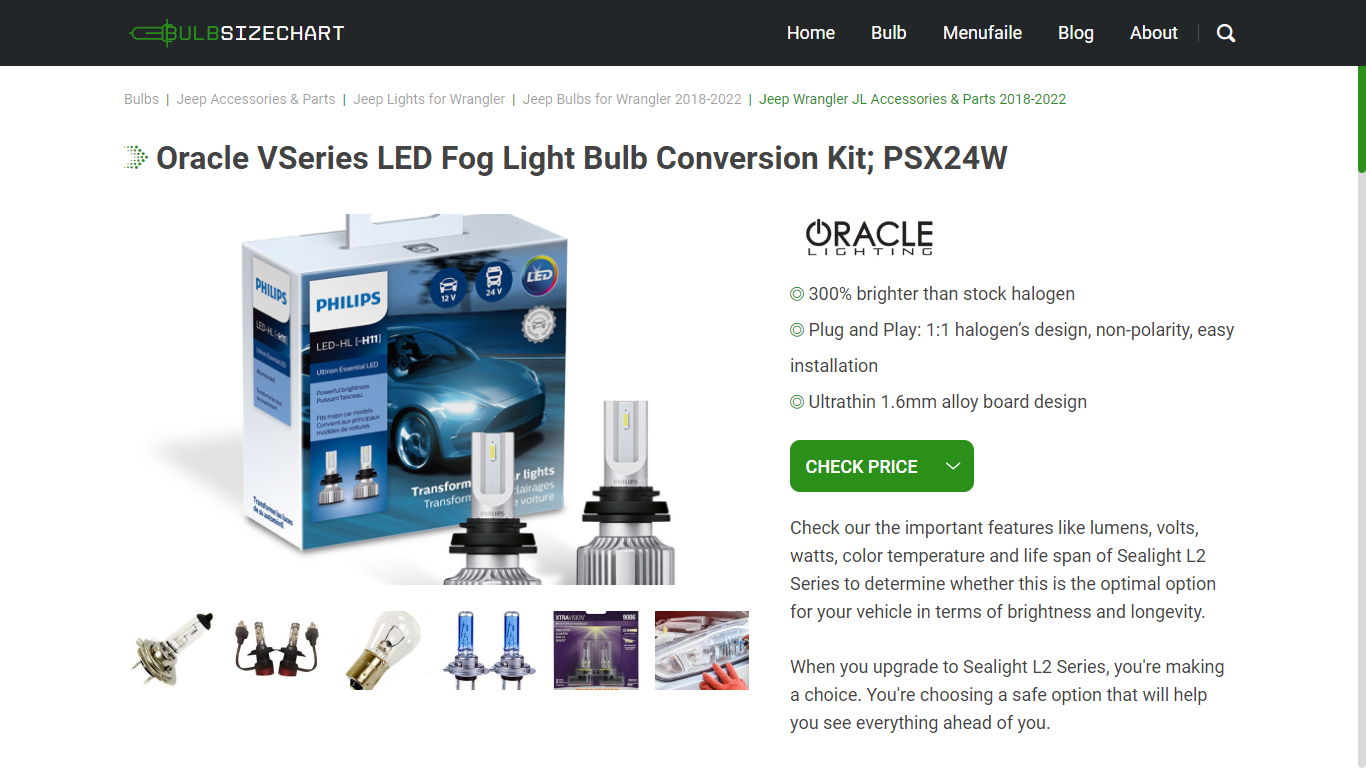 BULBSIZECHART
Home Bulb Menufaile Blog About
Bulbs | Jeep Accessories & Parts | Jeep Lights for Wrangler | Jeep Bulbs for Wrangler 2018-2022 | Jeep Wrangler JL Accessories & Parts 2018-2022
Oracle VSeries LED Fog Light Bulb Conversion Kit; PSX24W
PHILIPS
PHILIPS
12 V
24 V
LED
LED-HL [~H11]
Ultinon Essential LED
Powerful brightness
Puissant faisceau
Fits major car models
Convient aux principaux
modèles de voitures
Transform
r lights
Transform
clairages
e voiture
PHILIPS
PHILIPS
ORACLE
LIGHTING
300% brighter than stock halogen
Plug and Play: 1:1 halogen’s design, non-polarity, easy
installation
Ultrathin 1.6mm alloy board design
CHECK PRICE
Check our the important features like lumens, volts,
watts, color temperature and life span of Sealight L2
Series to determine whether this is the optimal option
for your vehicle in terms of brightness and longevity.
When you upgrade to Sealight L2 Series, you're making
a choice. You're choosing a safe option that will help
you see everything ahead of you.
XTRAVISION
9006